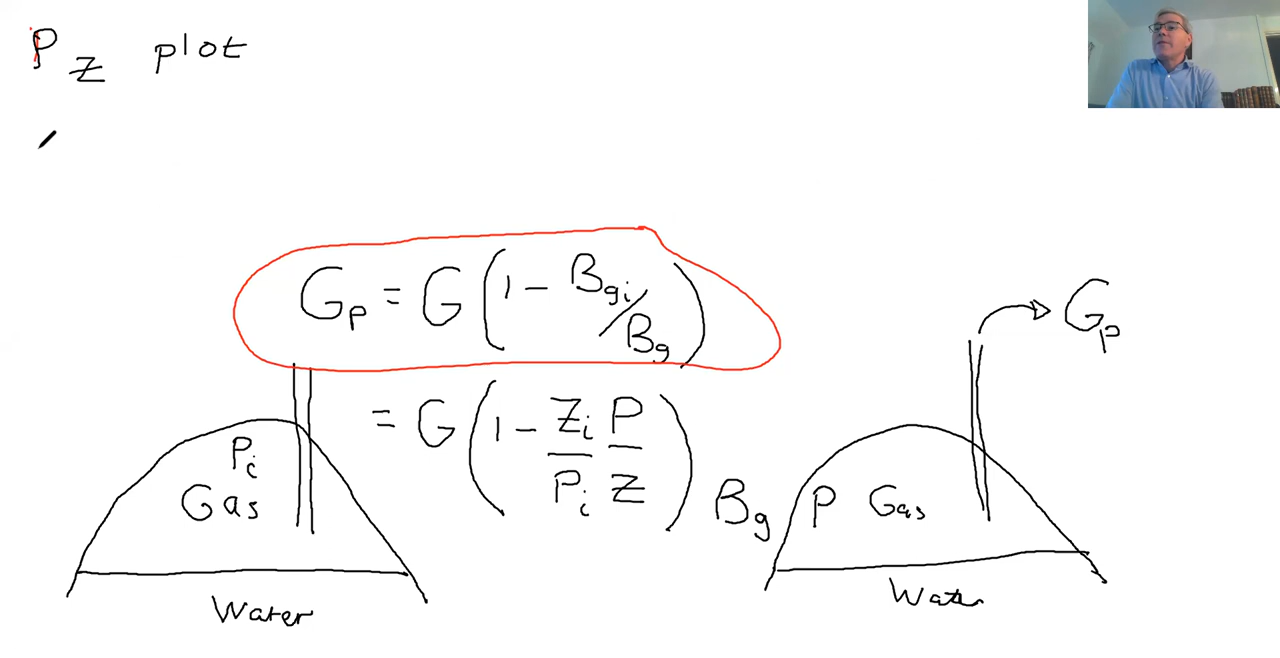 P Z plot
Gp = G (1 - Bgi/Bg)
= G (1 - Zi/Pi P/Z)
Gp
Pi
Gas
Bg
P Gas
Water
Water